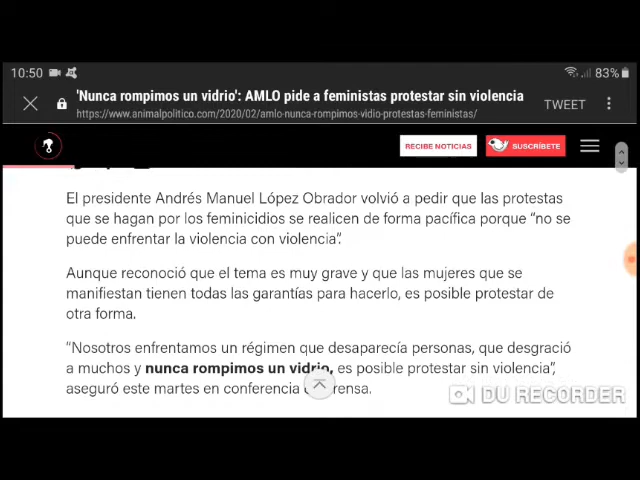 10:50
83%
'Nunca rompimos un vidrio': AMLO pide a feministas protestar sin violencia
https://www.animalpolitico.com/2020/02/amlo-nunca-rompimos-vidio-protestas-feministas/
TWEET
RECIBE NOTICIAS
SUSCRÍBETE
El presidente Andrés Manuel López Obrador volvió a pedir que las protestas
que se hagan por los feminicidios se realicen de forma pacífica porque “no se
puede enfrentar la violencia con violencia”.
Aunque reconoció que el tema es muy grave y que las mujeres que se
manifiestan tienen todas las garantías para hacerlo, es posible protestar de
otra forma.
“Nosotros enfrentamos un régimen que desaparecía personas, que desgració
a muchos y nunca rompimos un vidrio, es posible protestar sin violencia”,
aseguró este martes en conferencia prensa.
DU RECORDER